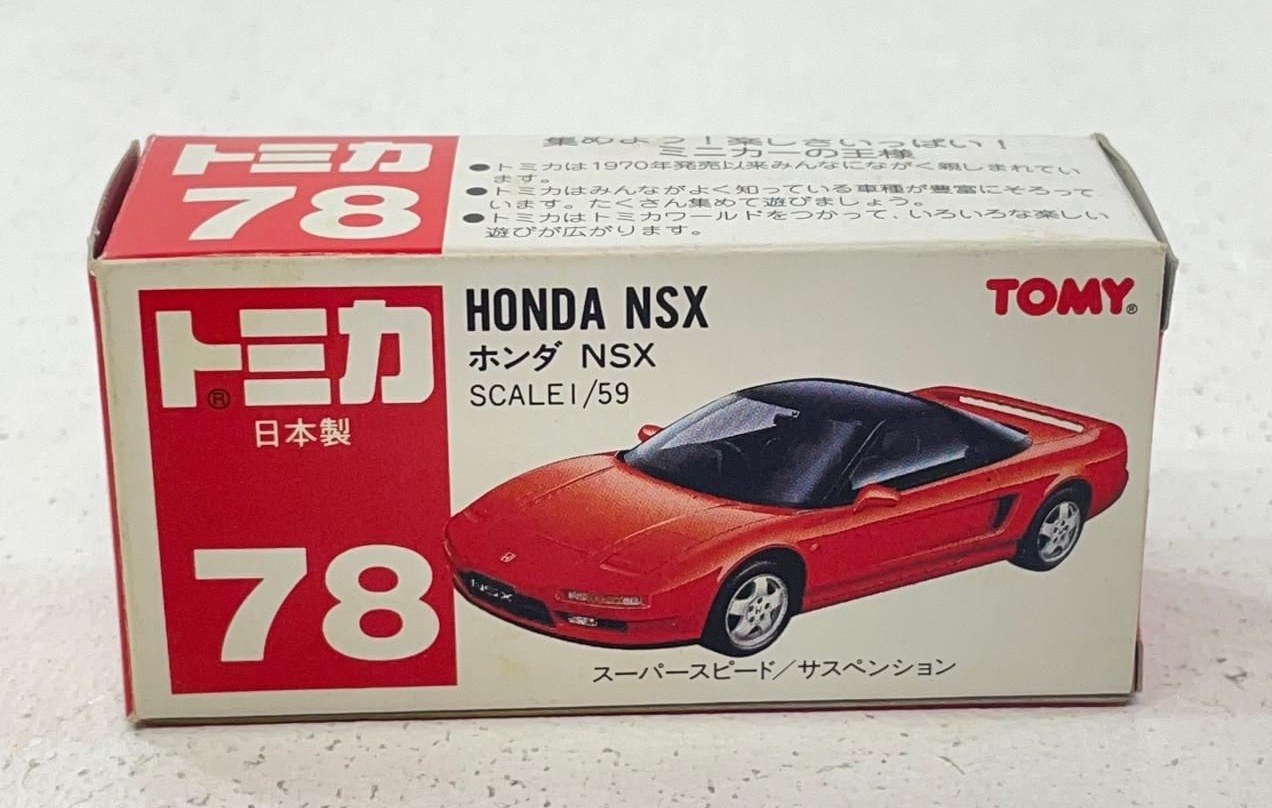 トミカ
78
集めよう！楽しさいっぱい！
ミニカーの王様
●トミカは1970年発売以来みんなにながく親しまれてい
ます。
●トミカはみんながよく知っている車種が豊富にそろって
います。たくさん集めて遊びましょう。
●トミカはトミカワールドをつかって、いろいろな楽しい
遊びが広がります。
トミカ®
日本製
78
HONDA NSX
ホンダ NSX
SCALE1/59
TOMY®
NSX
スーパースピード／サスペンション